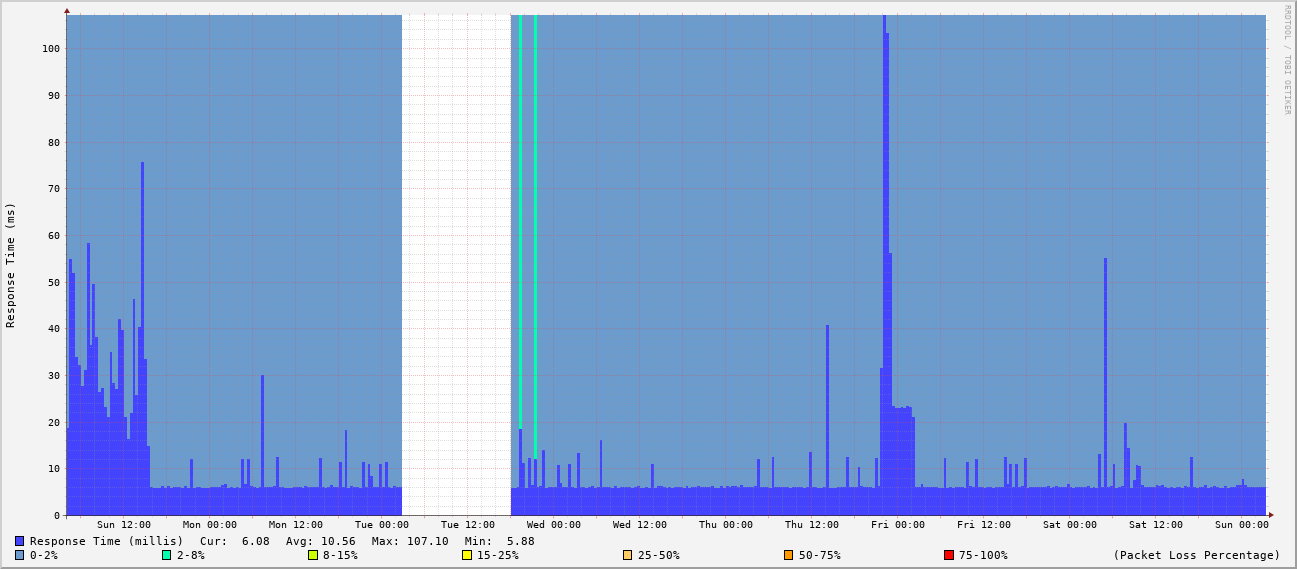 RRDTOOL / TOBI OETIKER
Response Time (ms)
100
90
80
70
60
50
40
30
20
10
0
Sun 12:00 Mon 00:00 Mon 12:00 Tue 00:00 Tue 12:00 Wed 00:00 Wed 12:00 Thu 00:00 Thu 12:00 Fri 00:00 Fri 12:00 Sat 00:00 Sat 12:00 Sun 00:00
Response Time (millis) Cur: 6.08 Avg: 10.56 Max: 107.10 Min: 5.88
0-2% 2-8% 8-15% 15-25% 25-50% 50-75% 75-100% (Packet Loss Percentage)